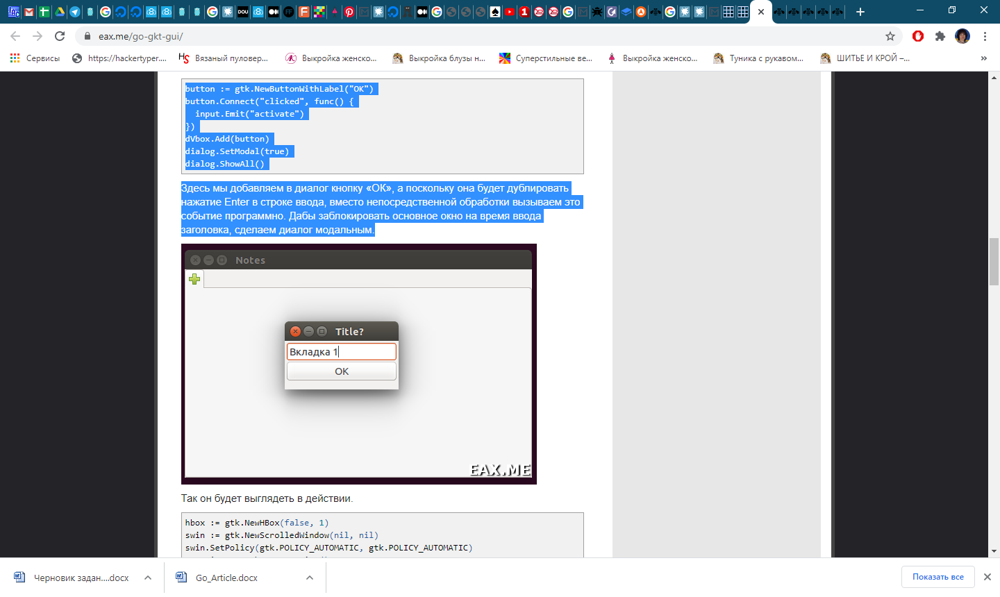 eax.me/go-gkt-gui/
Сервисы
https://hackertyper....
Вязаный пуловер...
Выкройка женско...
Выкройка блузы н...
Суперстильные ве...
Выкройка женско...
Туника с рукавом...
ШИТЬЕ И КРОЙ –...
»
button := gtk.NewButtonWithLabel("OK")
button.Connect("clicked", func() {
input.Emit("activate")
})
dVbox.Add(button)
dialog.SetModal(true)
dialog.ShowAll()
Здесь мы добавляем в диалог кнопку «ОК», а поскольку она будет дублировать
нажатие Enter в строке ввода, вместо непосредственной обработки вызываем это
событие программно. Дабы заблокировать основное окно на время ввода
заголовка, сделаем диалог модальным.
Notes
Title?
Вкладка 1
OK
EAX.ME
Так он будет выглядеть в действии.
hbox := gtk.NewHBox(false, 1)
swin := gtk.NewScrolledWindow(nil, nil)
swin.SetPolicy(gtk.POLICY_AUTOMATIC, gtk.POLICY_AUTOMATIC)
Черновик задан....docx
Go_Article.docx
Показать все